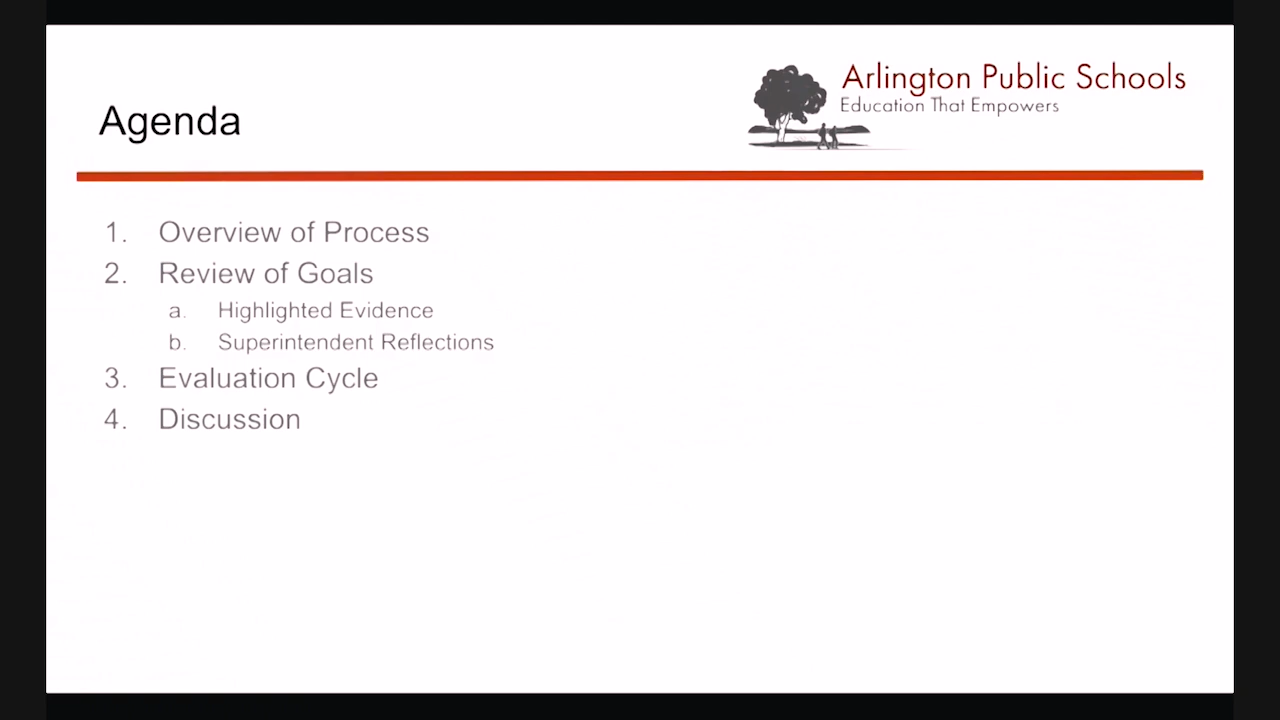 Arlington Public Schools
Education That Empowers
Agenda
1. Overview of Process
2. Review of Goals
a. Highlighted Evidence
b. Superintendent Reflections
3. Evaluation Cycle
4. Discussion